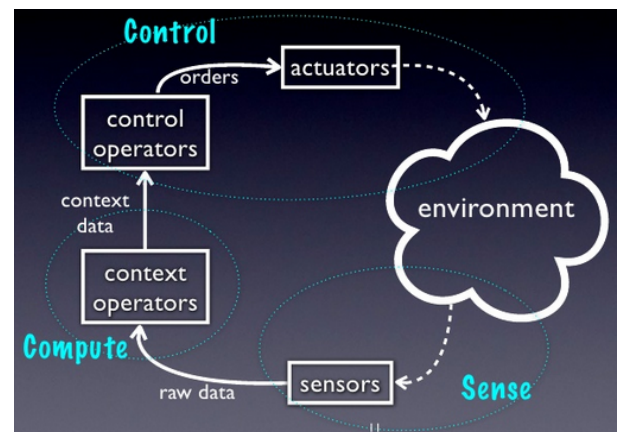 Control
orders
actuators
control
operators
environment
context
data
context
operators
Compute
raw data
sensors
Sense